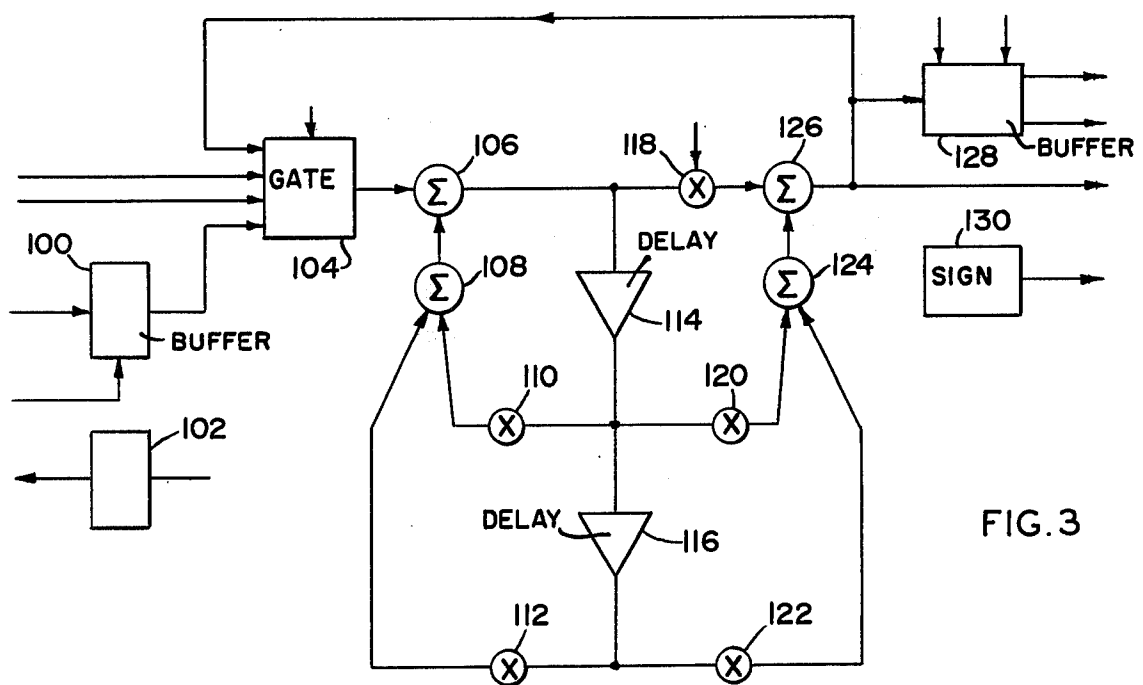 106
118
126
128
BUFFER
GATE
Σ
X
Σ
104
130
SIGN
100
BUFFER
108
Σ
DELAY
114
124
Σ
110
X
120
X
102
DELAY
116
FIG. 3
112
X
122
X